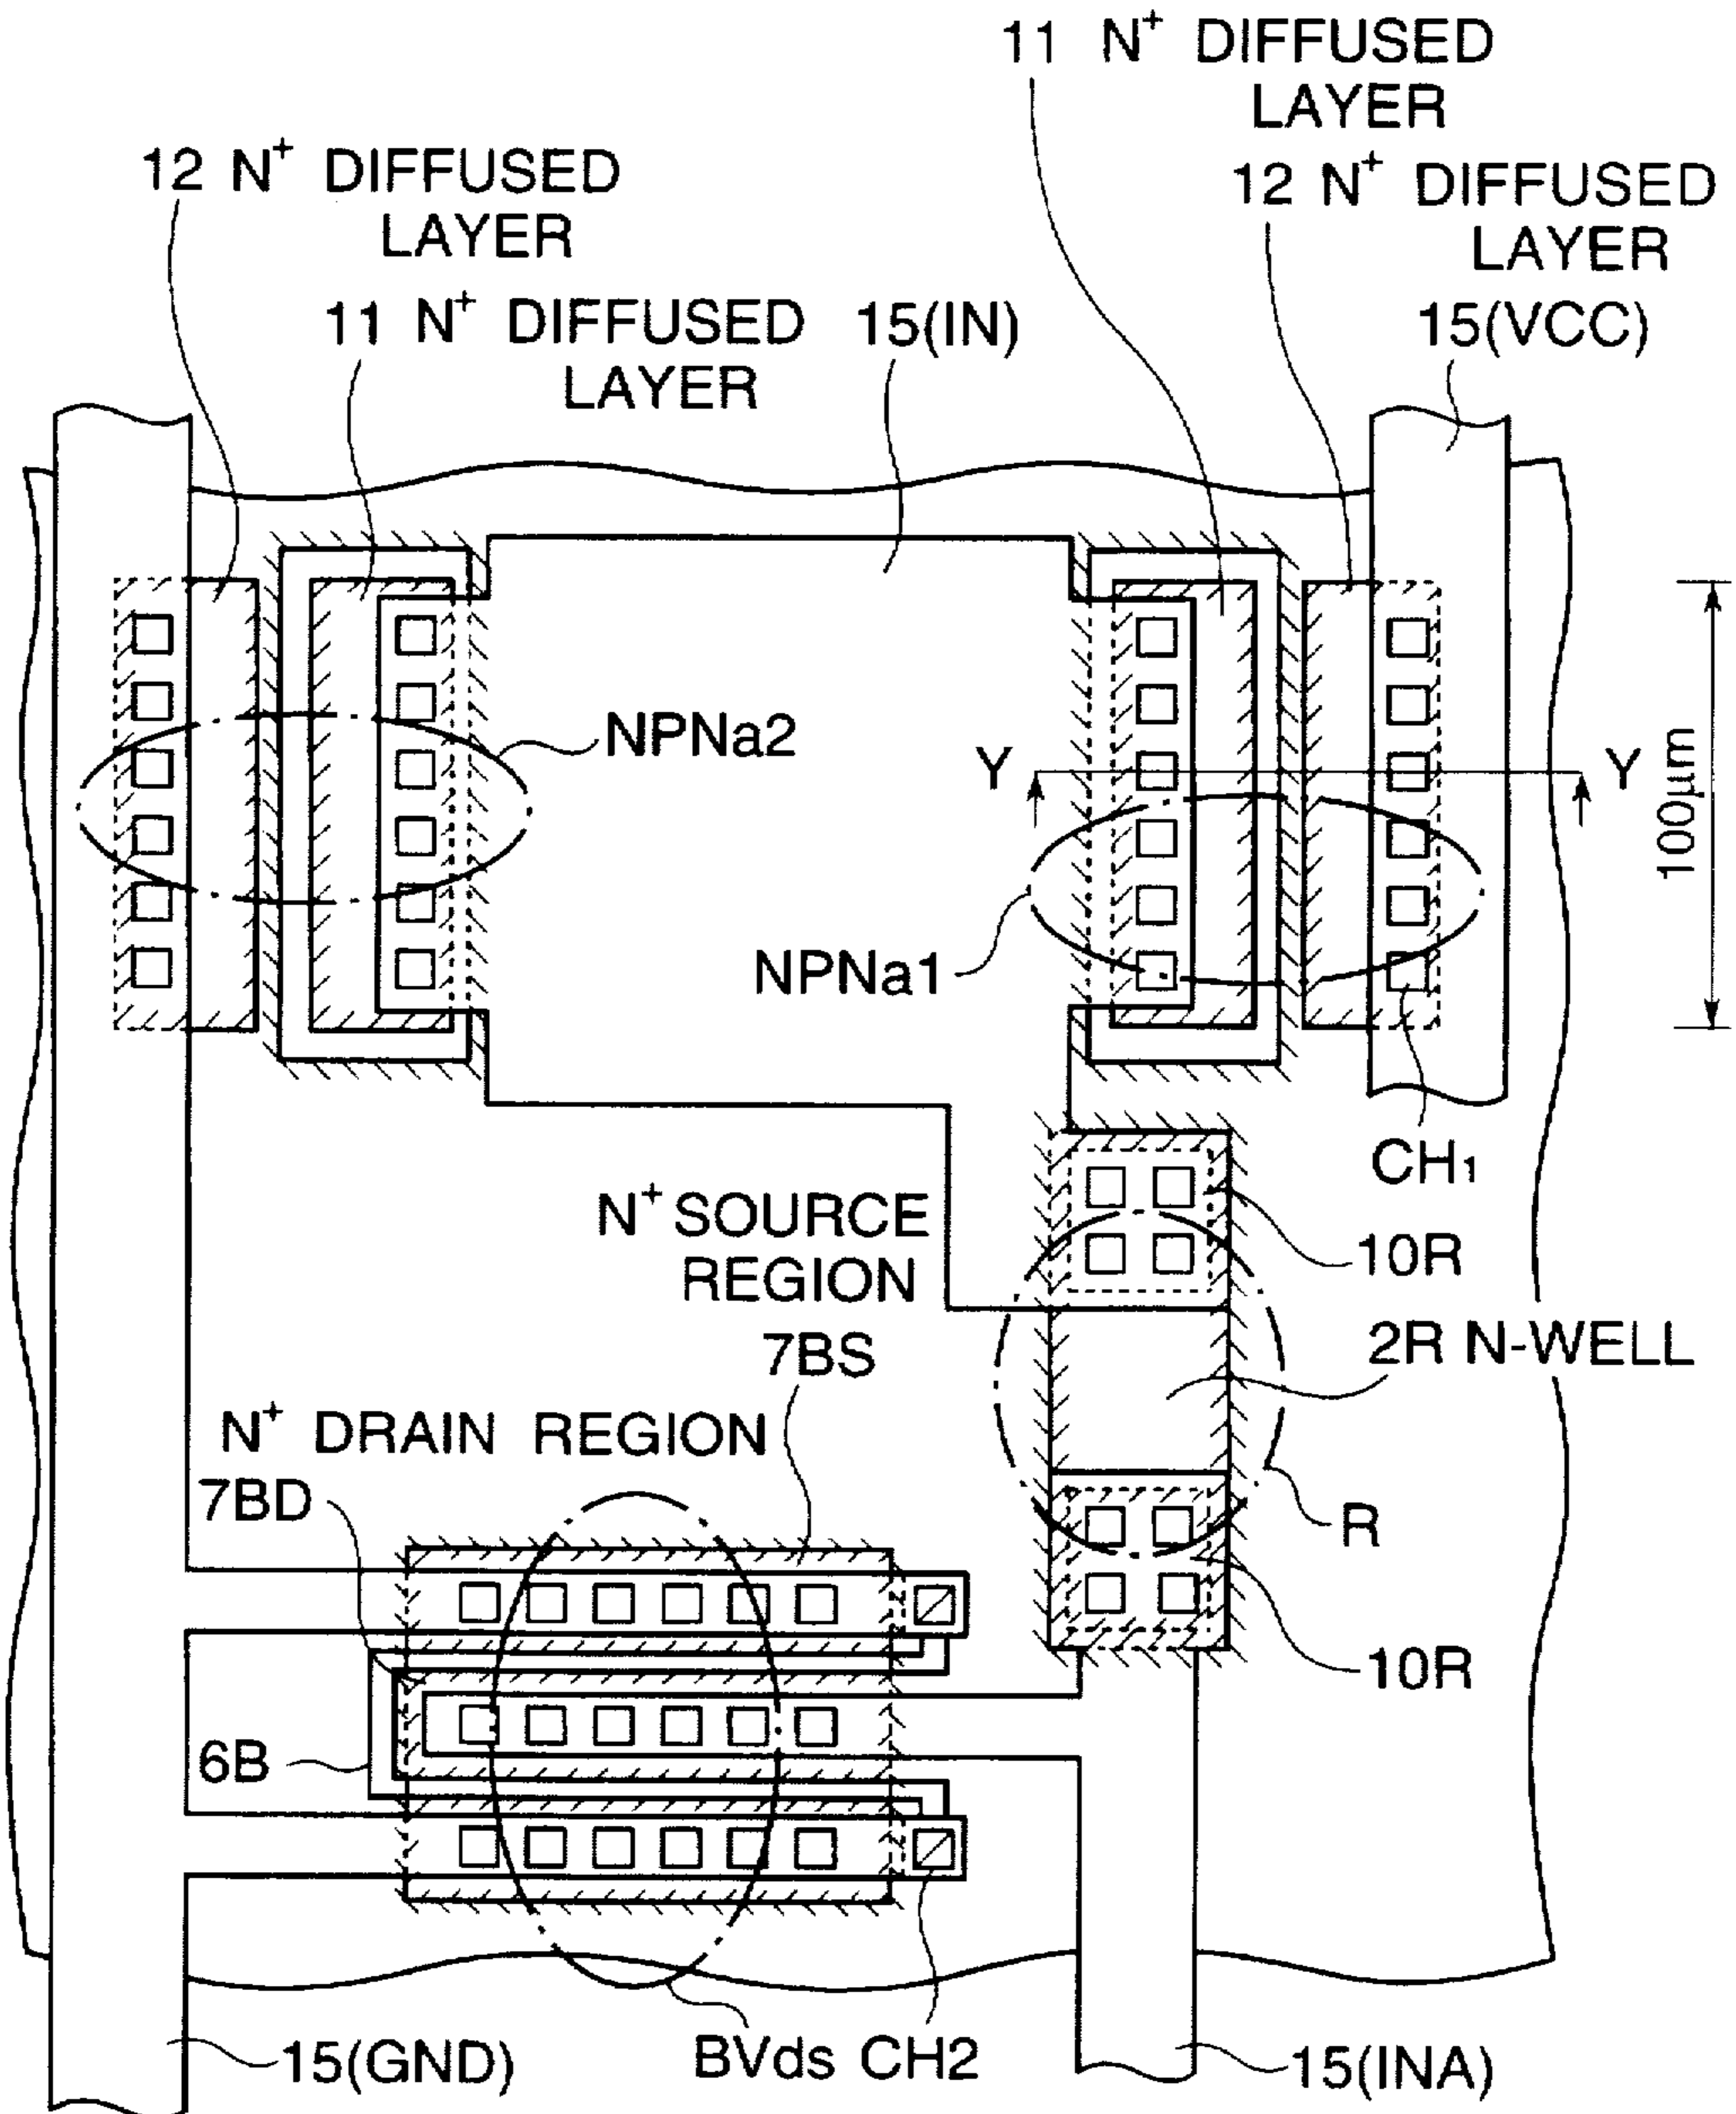 11 N⁺ DIFFUSED
LAYER
12 N⁺ DIFFUSED
LAYER
12 N⁺ DIFFUSED
LAYER
11 N⁺ DIFFUSED
LAYER
15(IN)
15(VCC)
NPNa2
Y
Y
100μm
NPNa1
CH₁
N⁺ SOURCE
REGION
7BS
10R
2R N-WELL
N⁺ DRAIN REGION
7BD
R
10R
6B
15(GND)
BVds
CH2
15(INA)